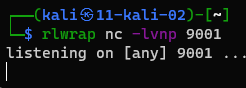 ┌──(kali㉿11-kali-02)-[~]
└─$ rlwrap nc -lvnp 9001
listening on [any] 9001 ...